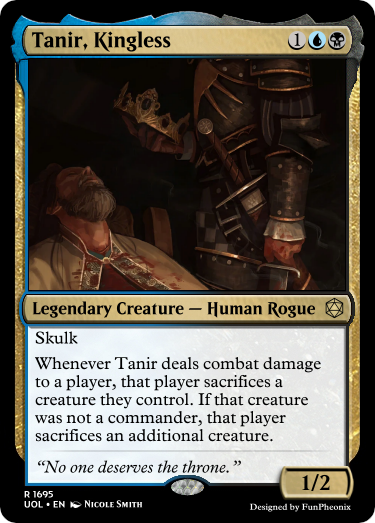 Tanir, Kingless 1
Legendary Creature — Human Rogue
Skulk
Whenever Tanir deals combat damage
to a player, that player sacrifices a
creature they control. If that creature
was not a commander, that player
sacrifices an additional creature.
“No one deserves the throne.”
1/2
R 1695
UOL • EN Nicole Smith
Designed by FunPheonix